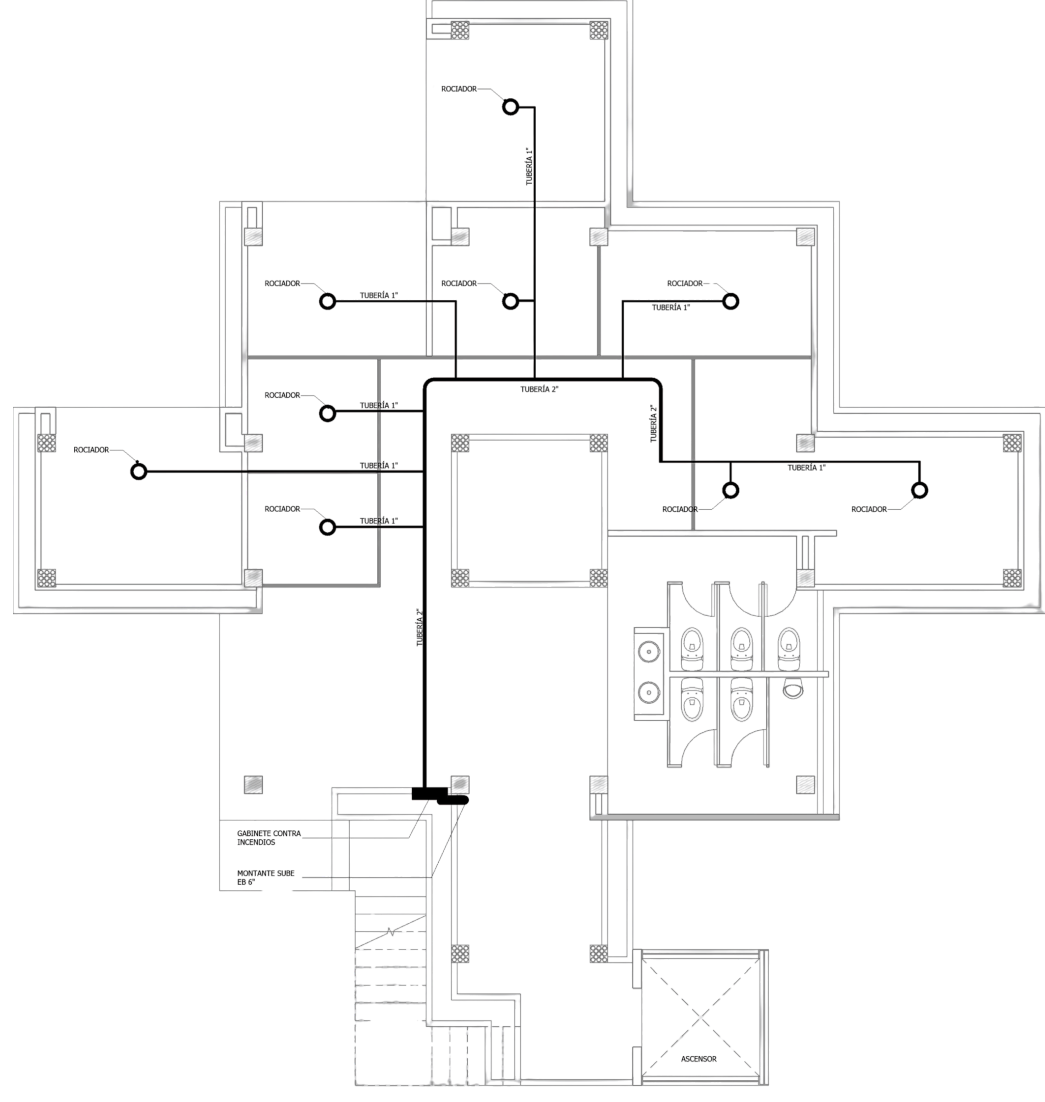 ROCIADOR
TUBERÍA 1"
ROCIADOR
TUBERÍA 1"
ROCIADOR
ROCIADOR
TUBERÍA 1"
TUBERÍA 2"
ROCIADOR
TUBERÍA 1"
TUBERÍA 2"
ROCIADOR
TUBERÍA 1"
TUBERÍA 1"
ROCIADOR
TUBERÍA 1"
ROCIADOR
ROCIADOR
TUBERÍA 2"
GABINETE CONTRA
INCENDIOS
MONTANTE SUBE
EB 6"
ASCENSOR